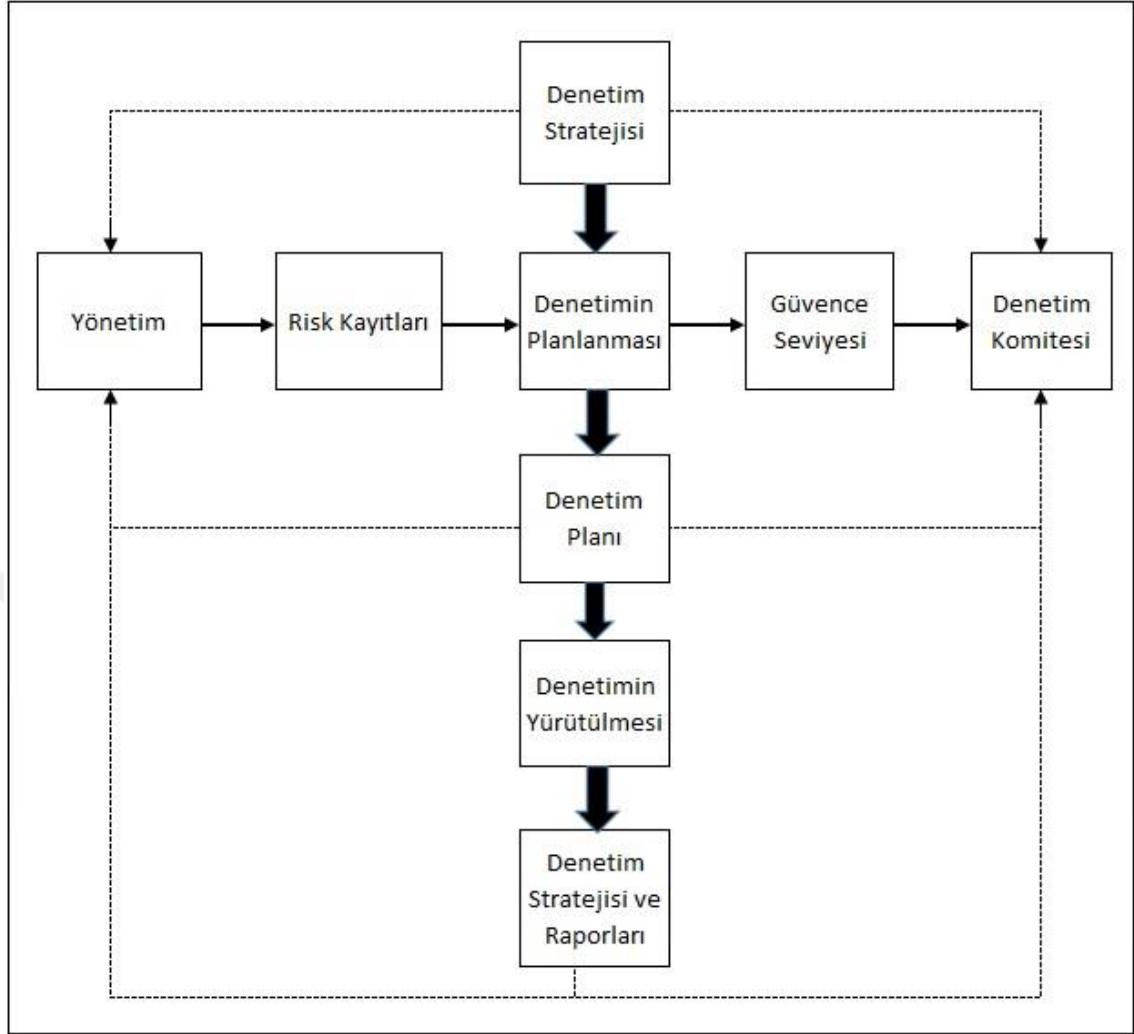 Denetim
Stratejisi
Yönetim
Risk Kayıtları
Denetimin
Planlanması
Güvence
Seviyesi
Denetim
Komitesi
Denetim
Planı
Denetimin
Yürütülmesi
Denetim
Stratejisi ve
Raporları